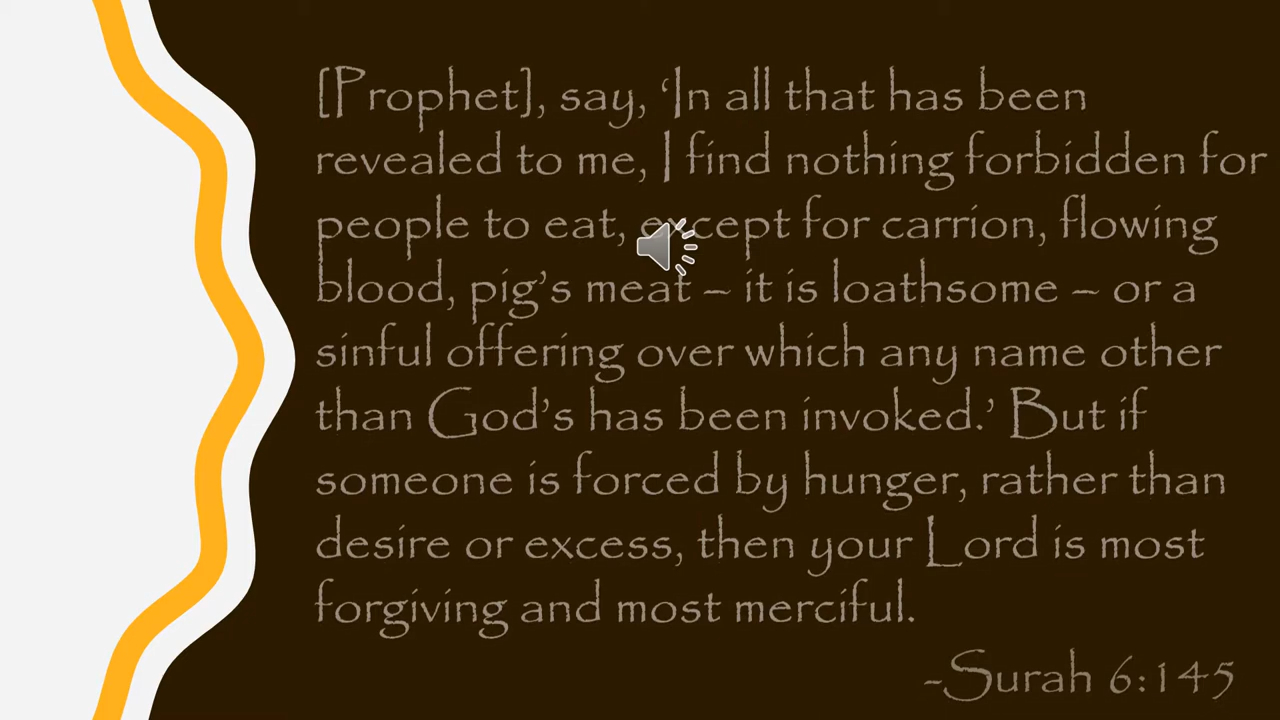 [Prophet], say, ‘In all that has been
revealed to me, I find nothing forbidden for
people to eat, except for carrion, flowing
blood, pig’s meat – it is loathsome – or a
sinful offering over which any name other
than God’s has been invoked.’ But if
someone is forced by hunger, rather than
desire or excess, then your Lord is most
forgiving and most merciful.
-Surah 6:145